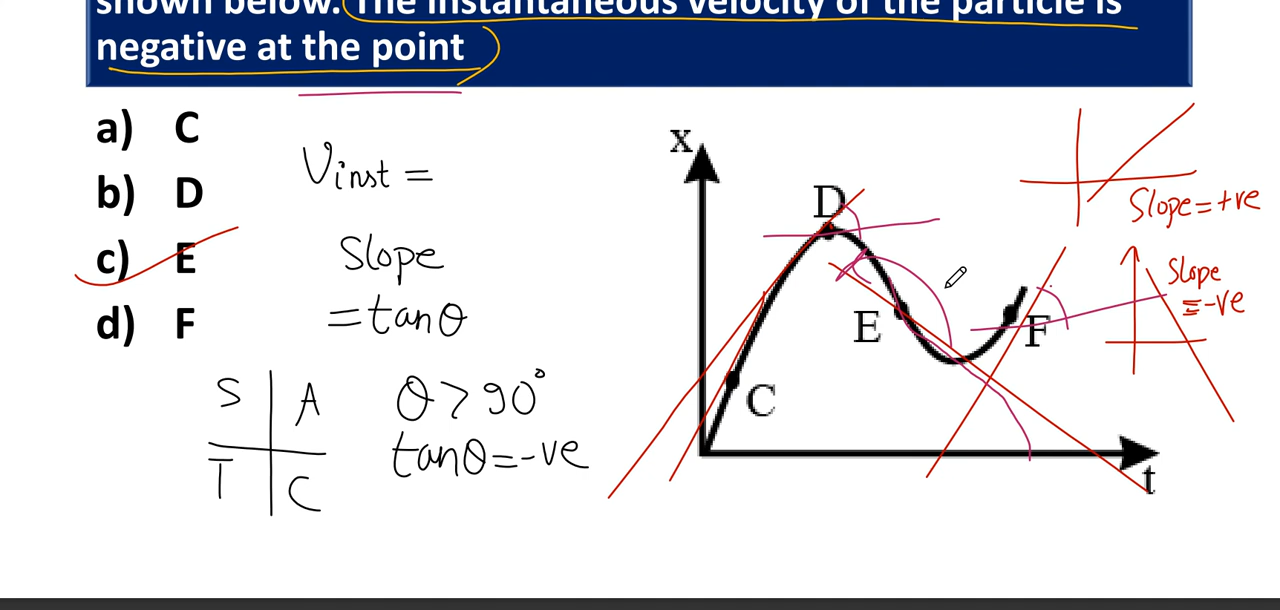 shown below. The instantaneous velocity of the particle is
negative at the point
a) C
b) D
c) E
d) F
Vinst =
Slope
= tanθ
S A
T C
θ > 90°
tanθ = -ve
x
D
E
C
F
t
Slope = +ve
Slope
= -ve